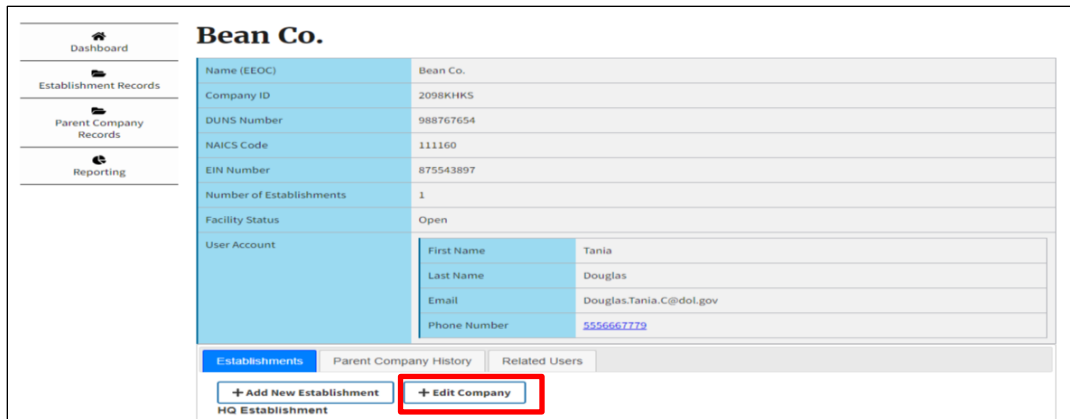 Dashboard
Establishment Records
Parent Company
Records
Reporting
Bean Co.
Name (EEOC) Bean Co.
Company ID 2098KHKS
DUNS Number 988767654
NAICS Code 111160
EIN Number 875543897
Number of Establishments 1
Facility Status Open
User Account
First Name Tania
Last Name Douglas
Email Douglas.Tania.C@dol.gov
Phone Number 5556667779
Establishments Parent Company History Related Users
+ Add New Establishment + Edit Company
HQ Establishment